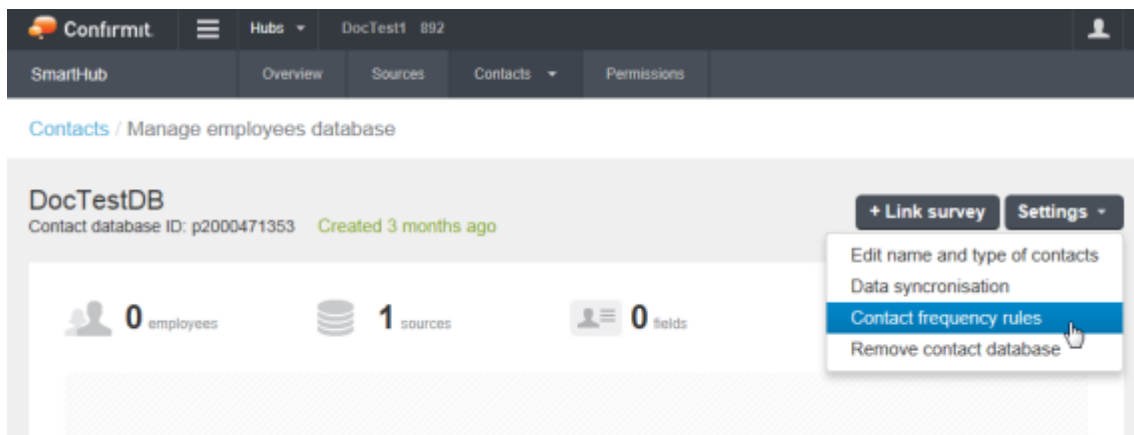 Confirmit. Hubs DocTest1 892
SmartHub Overview Sources Contacts Permissions
Contacts / Manage employees database
DocTestDB
Contact database ID: p2000471353 Created 3 months ago
+ Link survey Settings
Edit name and type of contacts
Data syncronisation
Contact frequency rules
Remove contact database
0 employees 1 sources 0 fields